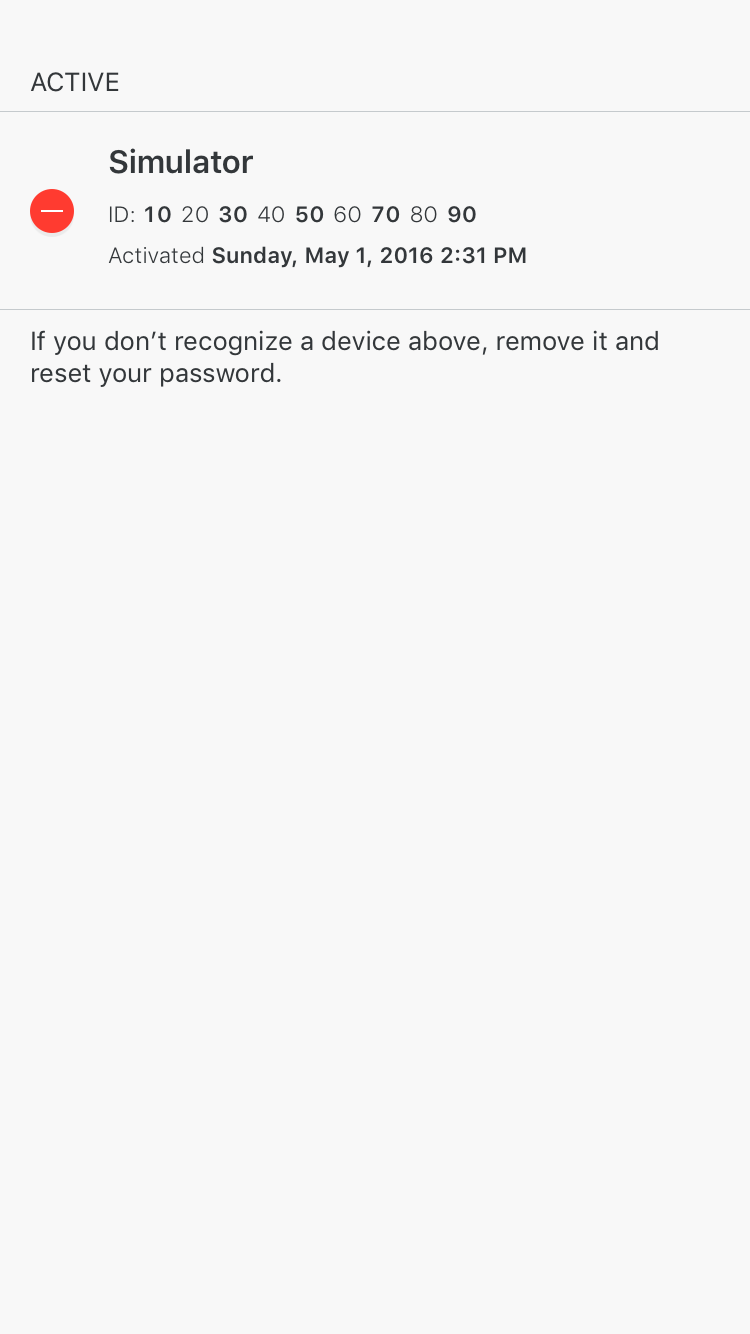 ACTIVE
Simulator
ID: 10 20 30 40 50 60 70 80 90
Activated Sunday, May 1, 2016 2:31 PM
If you don’t recognize a device above, remove it and
reset your password.